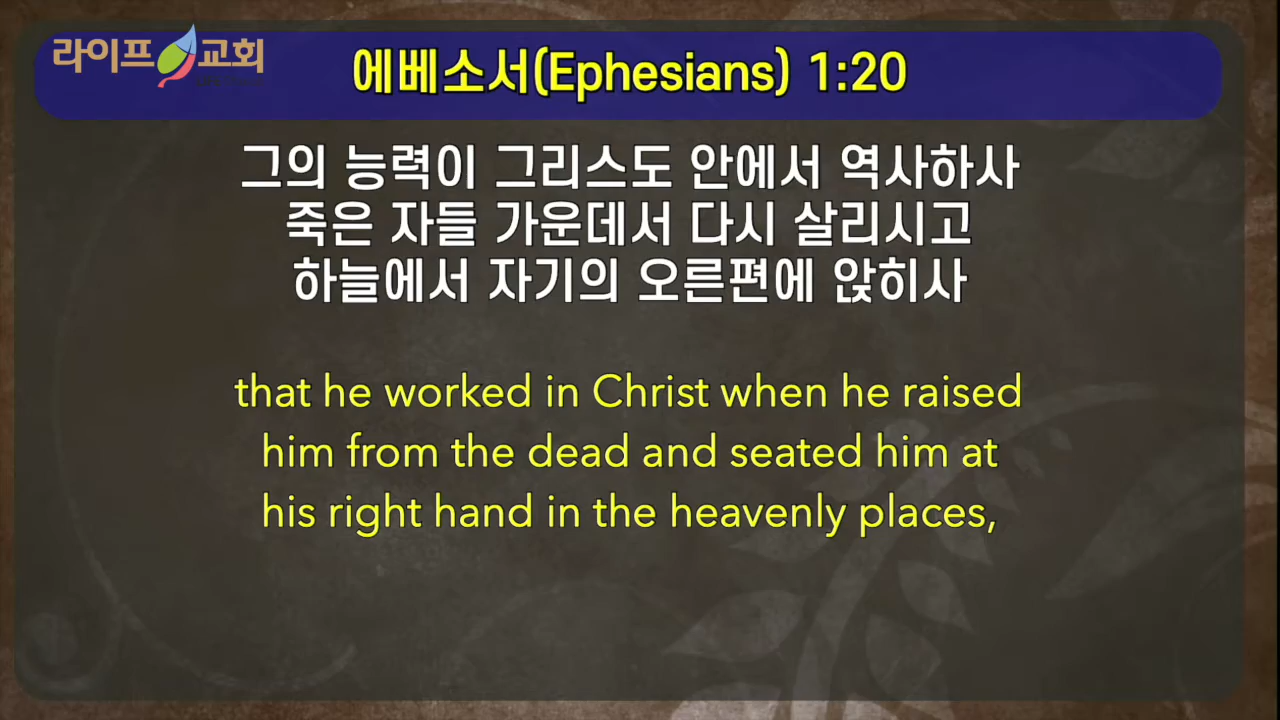 라이프 교회
에베소서(Ephesians) 1:20
그의 능력이 그리스도 안에서 역사하사
죽은 자들 가운데서 다시 살리시고
하늘에서 자기의 오른편에 앉히사
that he worked in Christ when he raised
him from the dead and seated him at
his right hand in the heavenly places,